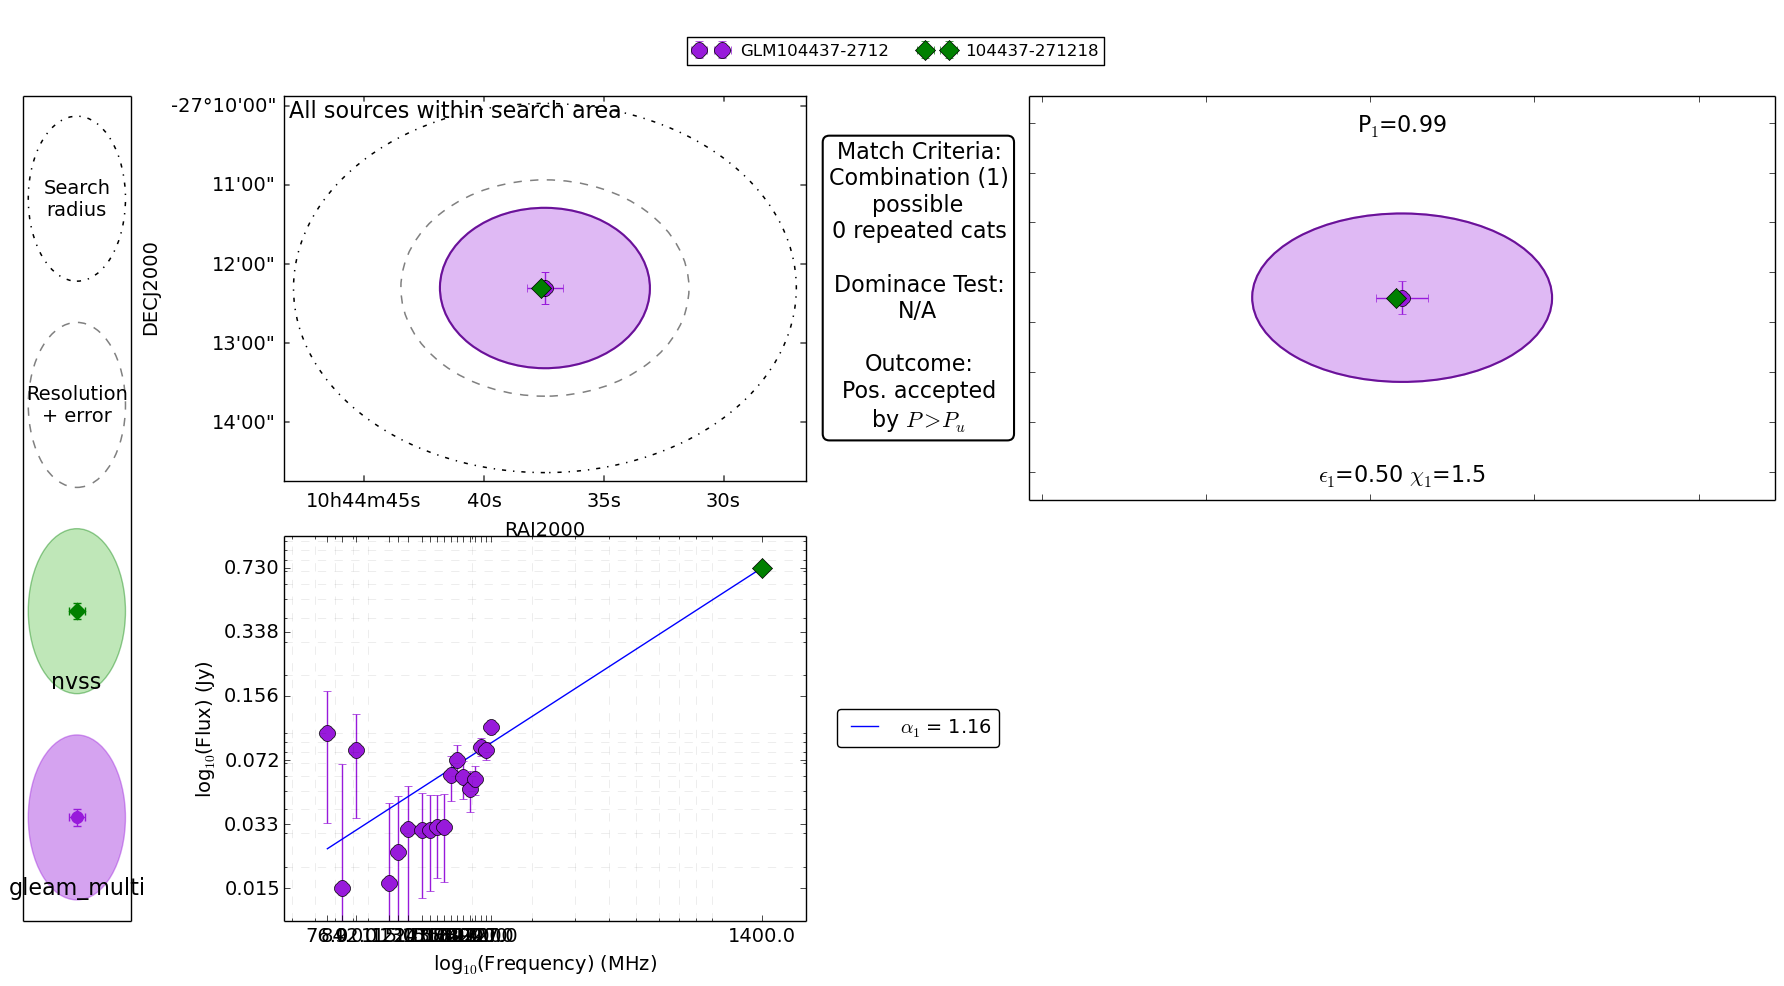 GLM104437-2712 104437-271218
Search
radius
Resolution
+ error
nvss
gleam_multi
All sources within search area
DECJ2000
-27°10'00"
11'00"
12'00"
13'00"
14'00"
10h44m45s 40s 35s 30s
RAJ2000
Match Criteria:
Combination (1)
possible
0 repeated cats
Dominace Test:
N/A
Outcome:
Pos. accepted
by P>Pᵤ
P₁=0.99
ϵ₁=0.50 χ₁=1.5
log₁₀(Flux) (Jy)
0.730
0.338
0.156
0.072
0.033
0.015
1400.0
log₁₀(Frequency) (MHz)
α₁ = 1.16